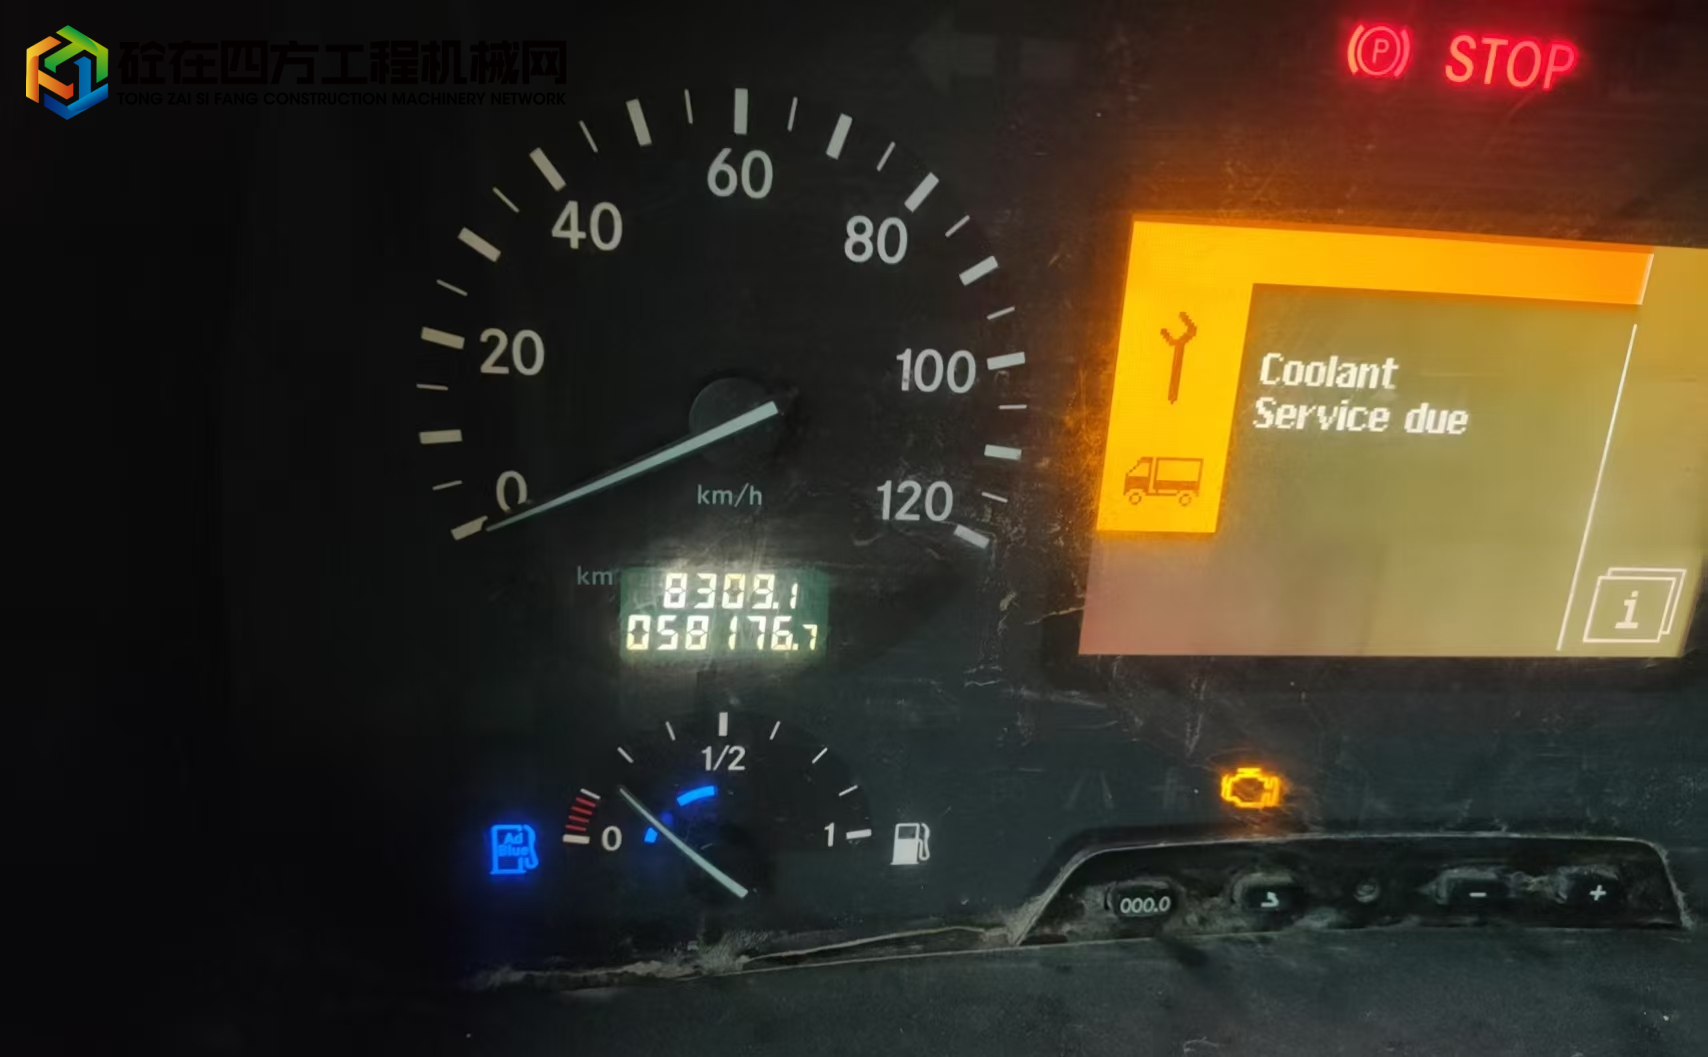 砼在四方工程机械网
TONG ZAI SI FANG CONSTRUCTION MACHINERY NETWORK
P STOP
60
40
80
20
100
0
120
km/h
Coolant
Service due
km
8309.1
058176.7
i
1/2
Ad
Blue
0
1
000.0
-
+